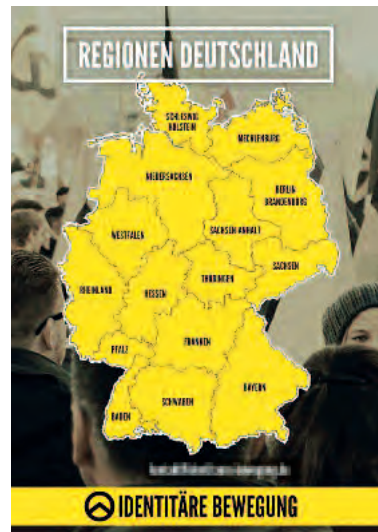 REGIONEN DEUTSCHLAND
SCHLESWIG
HOLSTEIN
MECKLENBURG
NIEDERSACHSEN
BERLIN
BRANDENBURG
WESTFALEN
SACHSEN-ANHALT
SACHSEN
RHEINLAND
HESSEN
THÜRINGEN
PFALZ
FRANKEN
BAYERN
SCHWABEN
BADEN
IDENTITÄRE BEWEGUNG